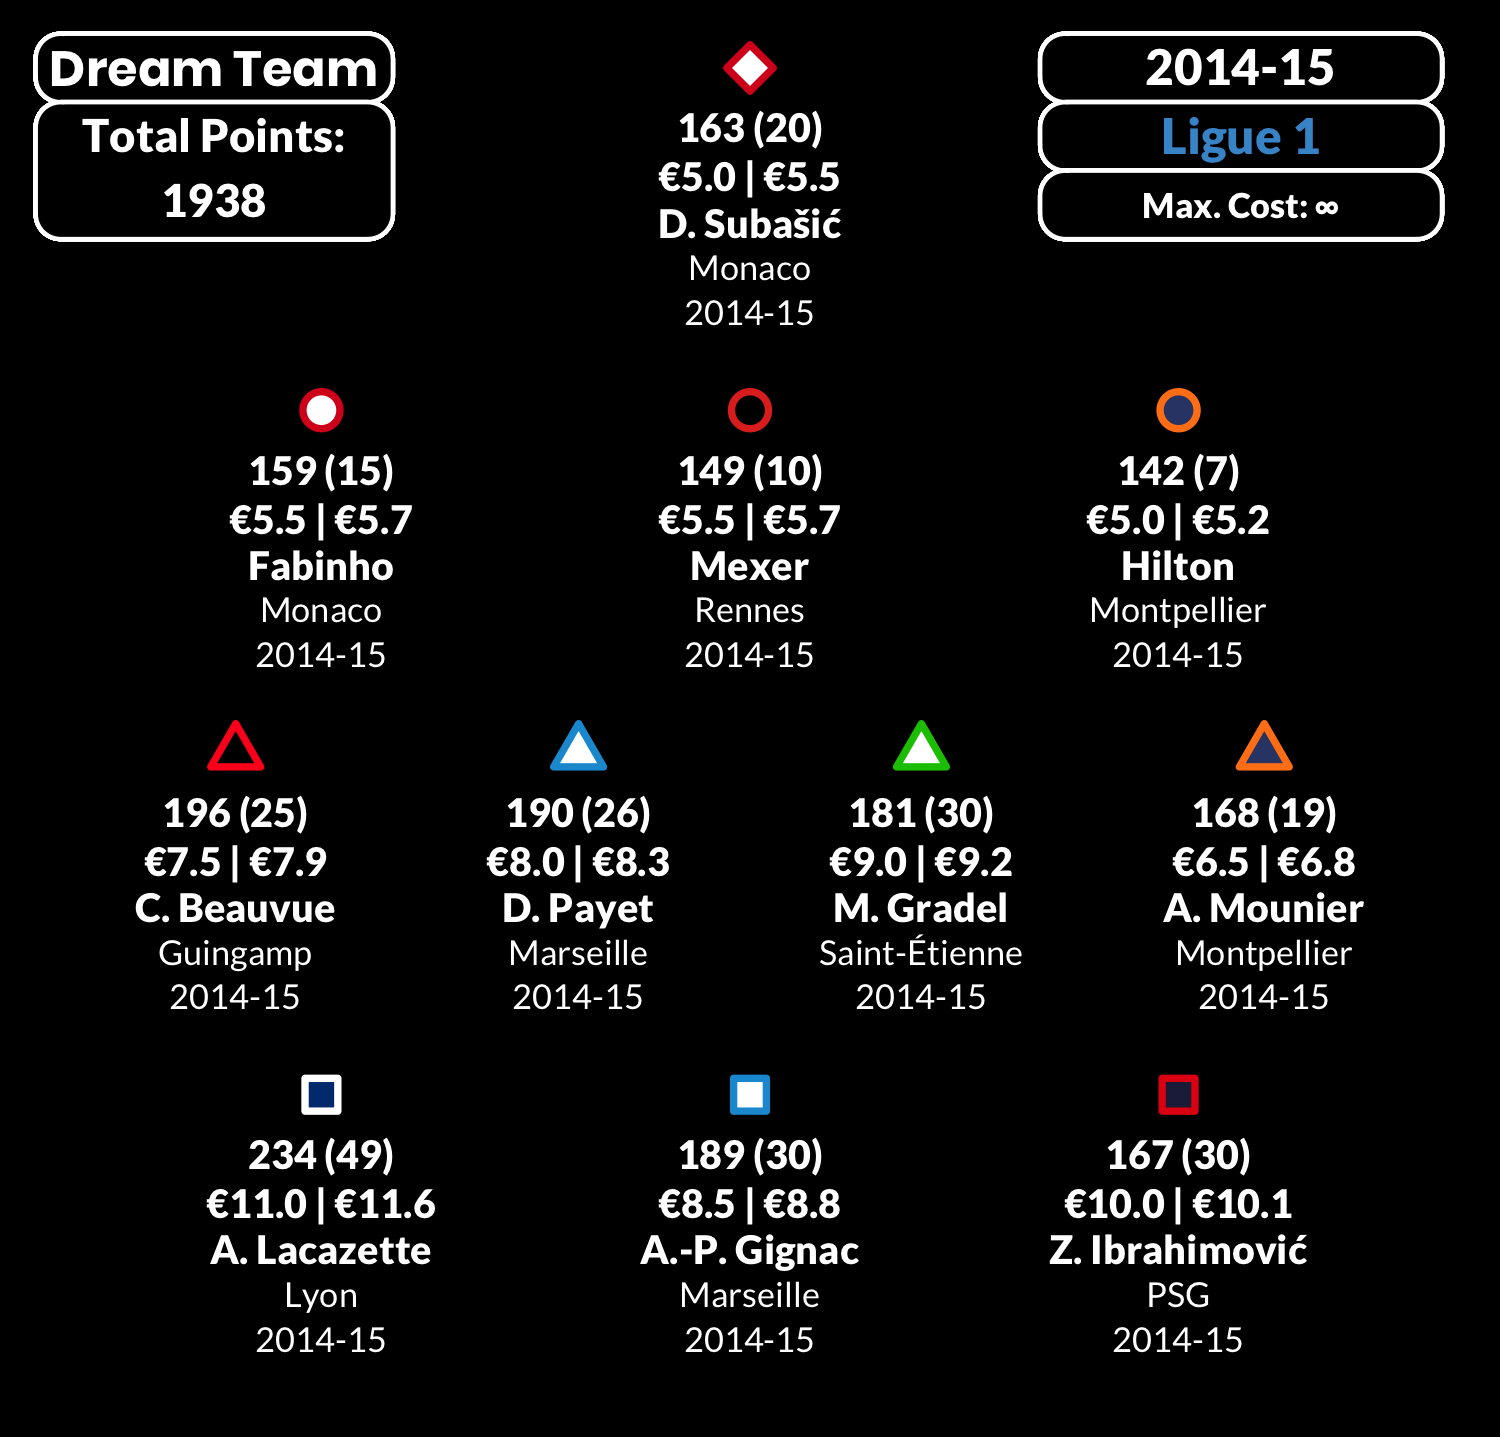 Dream Team
Total Points:
1938
2014-15
Ligue 1
Max. Cost: ∞
163 (20)
€5.0 | €5.5
D. Subašić
Monaco
2014-15
159 (15)
€5.5 | €5.7
Fabinho
Monaco
2014-15
149 (10)
€5.5 | €5.7
Mexer
Rennes
2014-15
142 (7)
€5.0 | €5.2
Hilton
Montpellier
2014-15
196 (25)
€7.5 | €7.9
C. Beauvue
Guingamp
2014-15
190 (26)
€8.0 | €8.3
D. Payet
Marseille
2014-15
181 (30)
€9.0 | €9.2
M. Gradel
Saint-Étienne
2014-15
168 (19)
€6.5 | €6.8
A. Mounier
Montpellier
2014-15
234 (49)
€11.0 | €11.6
A. Lacazette
Lyon
2014-15
189 (30)
€8.5 | €8.8
A.-P. Gignac
Marseille
2014-15
167 (30)
€10.0 | €10.1
Z. Ibrahimović
PSG
2014-15